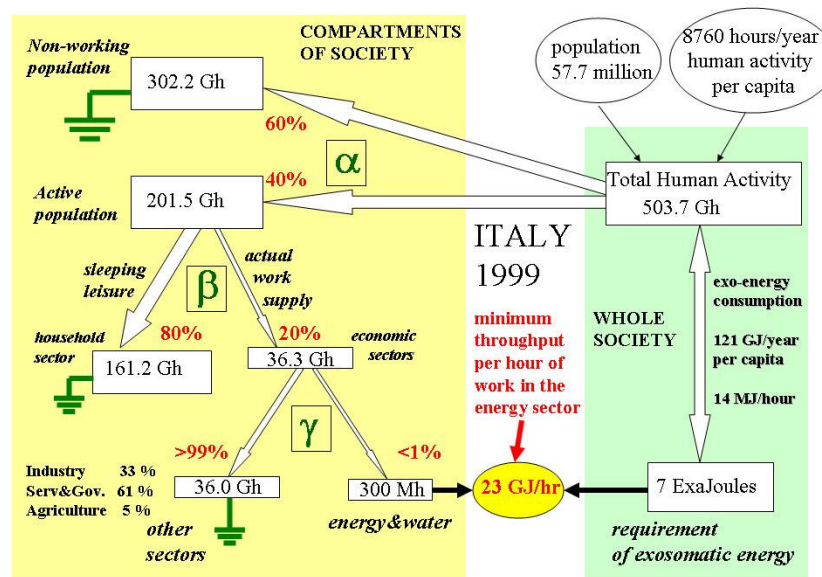 Non-working
population
302.2 Gh
COMPARTMENTS
OF SOCIETY
population
57.7 million
8760 hours/year
human activity
per capita
60%
α
40%
Active
population
201.5 Gh
Total Human Activity
503.7 Gh
ITALY
1999
sleeping
leisure
β
actual
work
supply
80%
20%
household
sector
161.2 Gh
36.3 Gh
economic
sectors
minimum
throughput
per hour of
work in the
energy sector
WHOLE
SOCIETY
exo-energy
consumption
121 GJ/year
per capita
14 MJ/hour
γ
>99%
<1%
Industry 33 %
Serv&Gov. 61 %
Agriculture 5 %
36.0 Gh
300 Mh
23 GJ/hr
7 ExaJoules
other
sectors
energy&water
requirement
of exosomatic energy